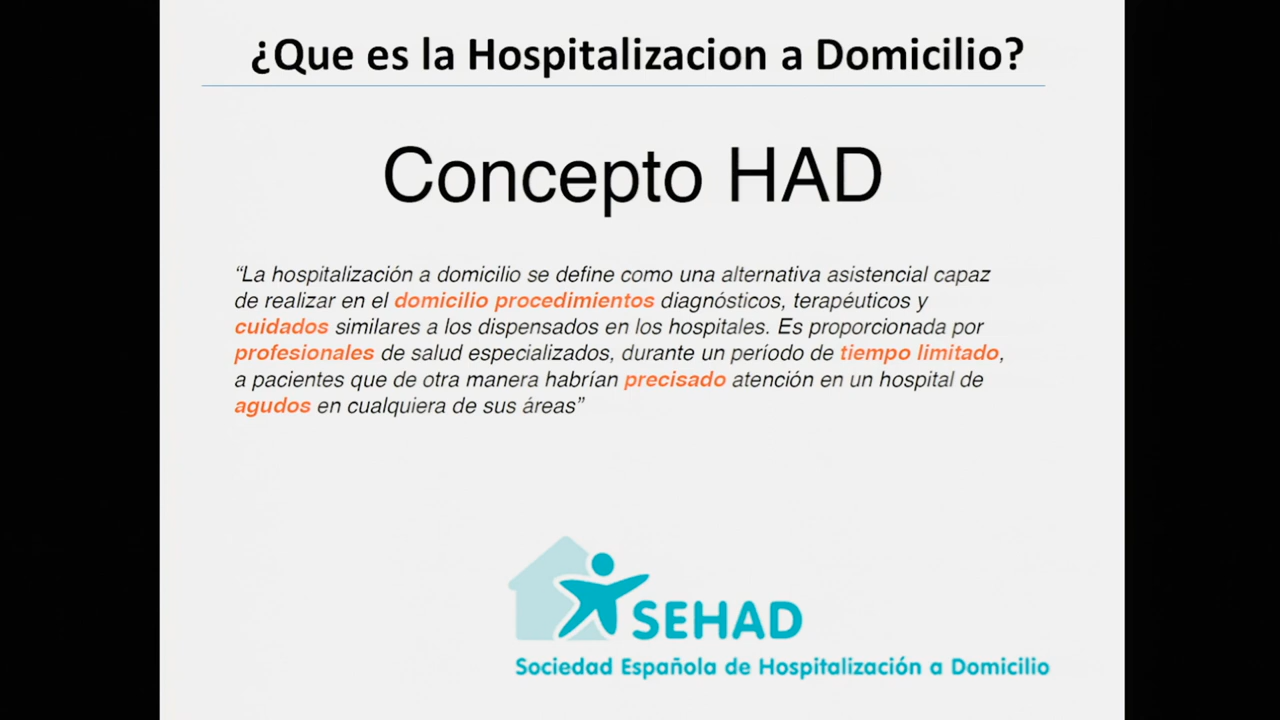 ¿Que es la Hospitalizacion a Domicilio?
Concepto HAD
“La hospitalización a domicilio se define como una alternativa asistencial capaz
de realizar en el domicilio procedimientos diagnósticos, terapéuticos y
cuidados similares a los dispensados en los hospitales. Es proporcionada por
profesionales de salud especializados, durante un período de tiempo limitado,
a pacientes que de otra manera habrían precisado atención en un hospital de
agudos en cualquiera de sus áreas”
SEHAD
Sociedad Española de Hospitalización a Domicilio